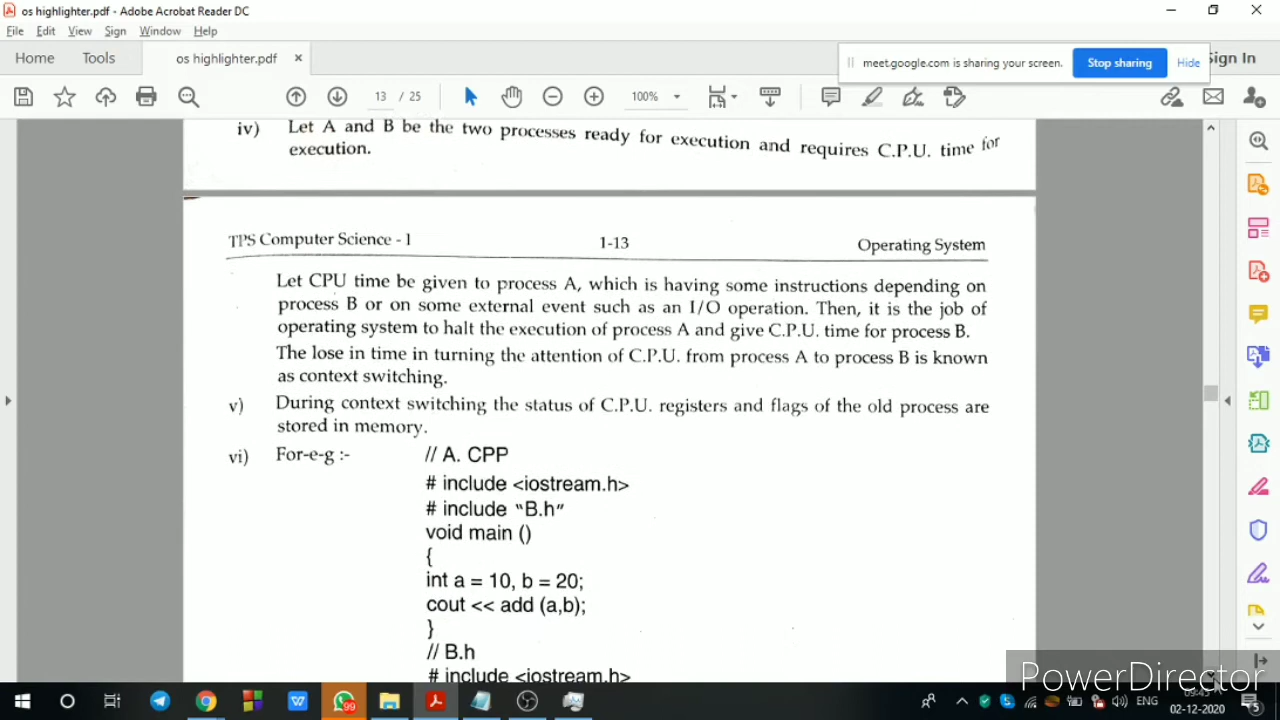 os highlighter.pdf - Adobe Acrobat Reader DC
File Edit View Sign Window Help
Home Tools os highlighter.pdf × Sign In
meet.google.com is sharing your screen. Stop sharing Hide
13 / 25 100%
iv) Let A and B be the two processes ready for execution and requires C.P.U. time for
execution.
TPS Computer Science - I 1-13 Operating System
Let CPU time be given to process A, which is having some instructions depending on
process B or on some external event such as an I/O operation. Then, it is the job of
operating system to halt the execution of process A and give C.P.U. time for process B.
The lose in time in turning the attention of C.P.U. from process A to process B is known
as context switching.
v) During context switching the status of C.P.U. registers and flags of the old process are
stored in memory.
vi) For-e-g :- // A. CPP
# include <iostream.h>
# include “B.h”
void main ()
{
int a = 10, b = 20;
cout << add (a,b);
}
// B.h
# include <iostream.h>
PowerDirector
99 ENG 09:43
02-12-2020 5